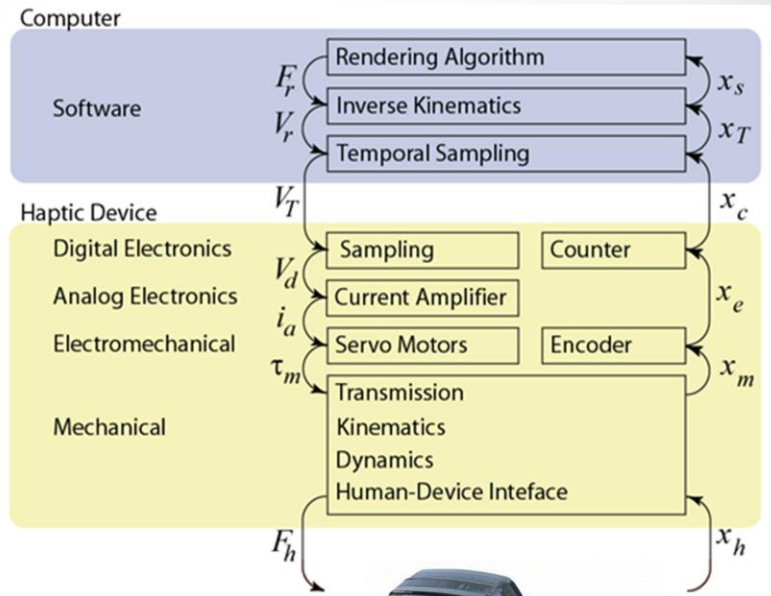 Computer
Rendering Algorithm
F_r
x_s
Software
Inverse Kinematics
V_r
x_T
Temporal Sampling
V_T
x_c
Haptic Device
Digital Electronics
Sampling
Counter
V_d
Analog Electronics
Current Amplifier
x_e
i_a
Electromechanical
Servo Motors
Encoder
τ_m
x_m
Transmission
Mechanical
Kinematics
Dynamics
Human-Device Inteface
F_h
x_h